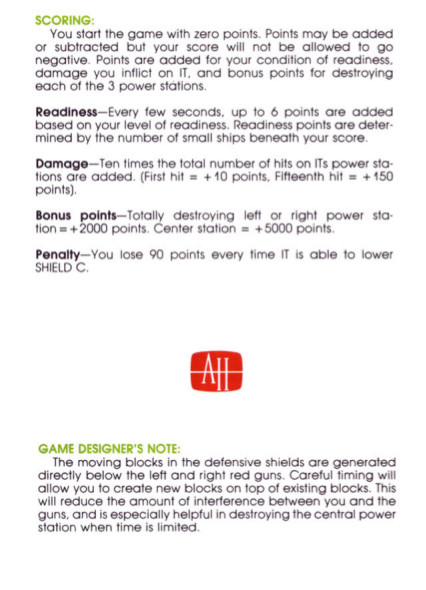 SCORING:
You start the game with zero points. Points may be added
or subtracted but your score will not be allowed to go
negative. Points are added for your condition of readiness,
damage you inflict on IT, and bonus points for destroying
each of the 3 power stations.
Readiness—Every few seconds, up to 6 points are added
based on your level of readiness. Readiness points are deter-
mined by the number of small ships beneath your score.
Damage—Ten times the total number of hits on ITs power sta-
tions are added. (First hit = +10 points, Fifteenth hit = +150
points).
Bonus points—Totally destroying left or right power sta-
tion = +2000 points. Center station = +5000 points.
Penalty—You lose 90 points every time IT is able to lower
SHIELD C.
AH
GAME DESIGNER'S NOTE:
The moving blocks in the defensive shields are generated
directly below the left and right red guns. Careful timing will
allow you to create new blocks on top of existing blocks. This
will reduce the amount of interference between you and the
guns, and is especially helpful in destroying the central power
station when time is limited.